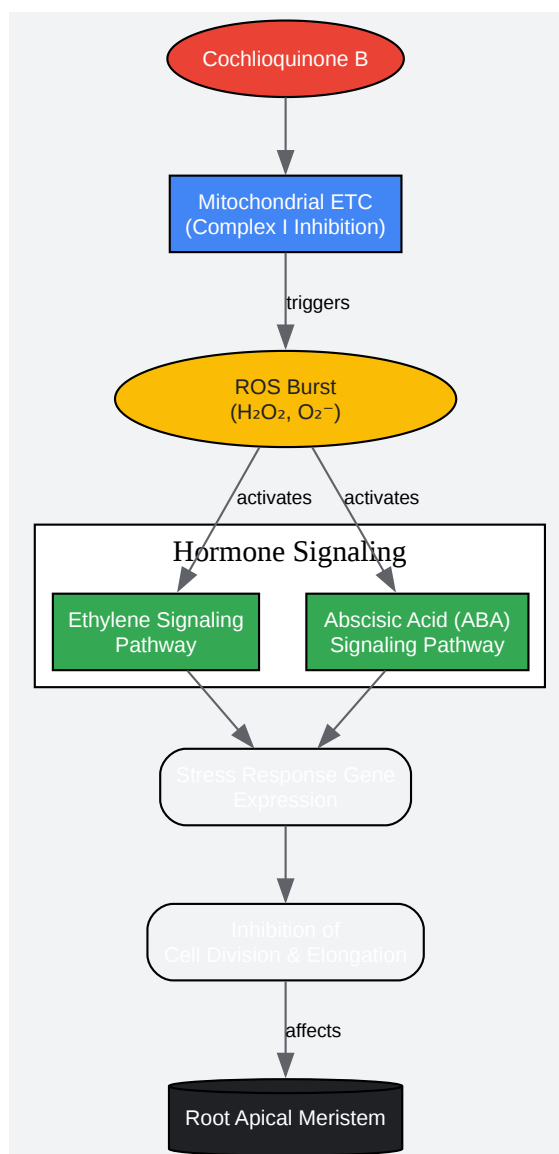 Cochlioquinone B
Mitochondrial ETC
(Complex I Inhibition)
triggers
ROS Burst
(H₂O₂, O₂⁻)
activates
activates
Hormone Signaling
Ethylene Signaling
Pathway
Abscisic Acid (ABA)
Signaling Pathway
Stress Response Gene
Expression
Inhibition of
Cell Division & Elongation
affects
Root Apical Meristem